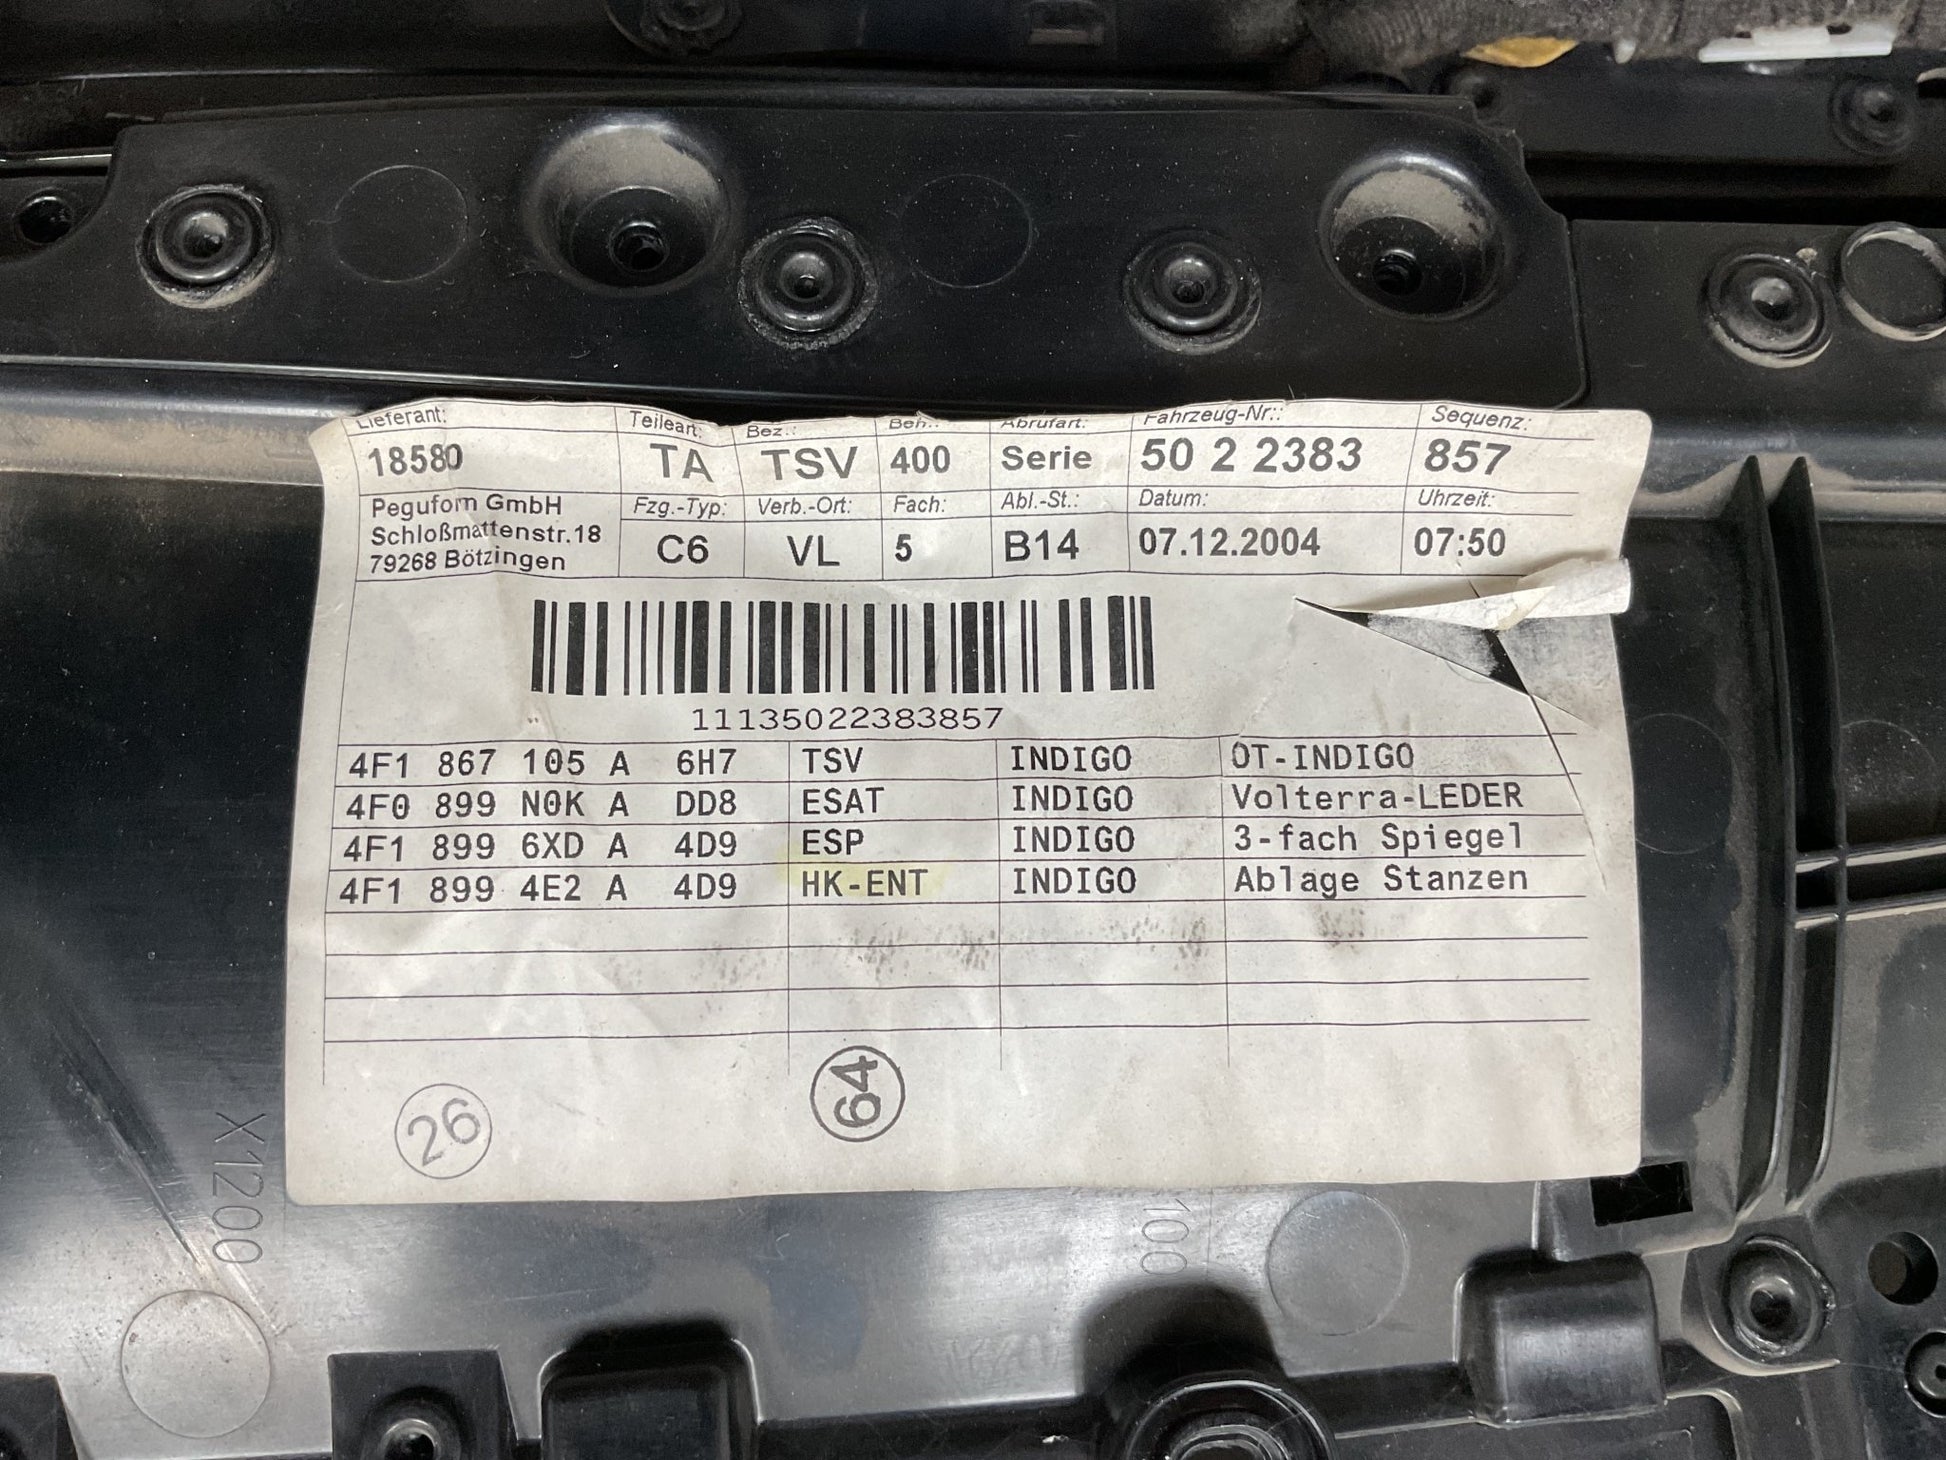 Lieferant: Teileart: Bez.: Beh.: Abrufart: Fahrzeug-Nr:: Sequenz:
18580 TA TSV 400 Serie 50 2 2383 857
Peguform GmbH Fzg.-Typ: Verb.-Ort: Fach: Abl.-St.: Datum: Uhrzeit:
Schloßmattenstr.18
79268 Bötzingen C6 VL 5 B14 07.12.2004 07:50
11135022383857
4F1 867 105 A 6H7 TSV INDIGO OT-INDIGO
4F0 899 N0K A DD8 ESAT INDIGO Volterra-LEDER
4F1 899 6XD A 4D9 ESP INDIGO 3-fach Spiegel
4F1 899 4E2 A 4D9 HK-ENT INDIGO Ablage Stanzen
26
64
X1200
100